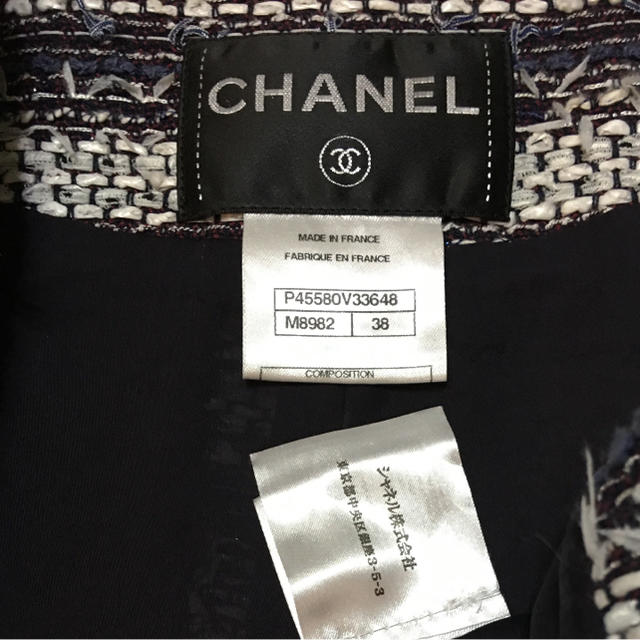 CHANEL
MADE IN FRANCE
FABRIQUE EN FRANCE
P45580V33648
M8982 38
COMPOSITION
シャネル株式会社
東京都中央区銀座3-5-3